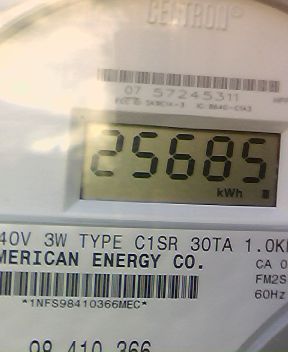 CENTRON®
07 57245311
25685
kWh
40V 3W TYPE C1SR 30TA 1.0K
MERICAN ENERGY CO.
CA 0
FM2S
60Hz
*1NFS98410366MEC*
98 410 366